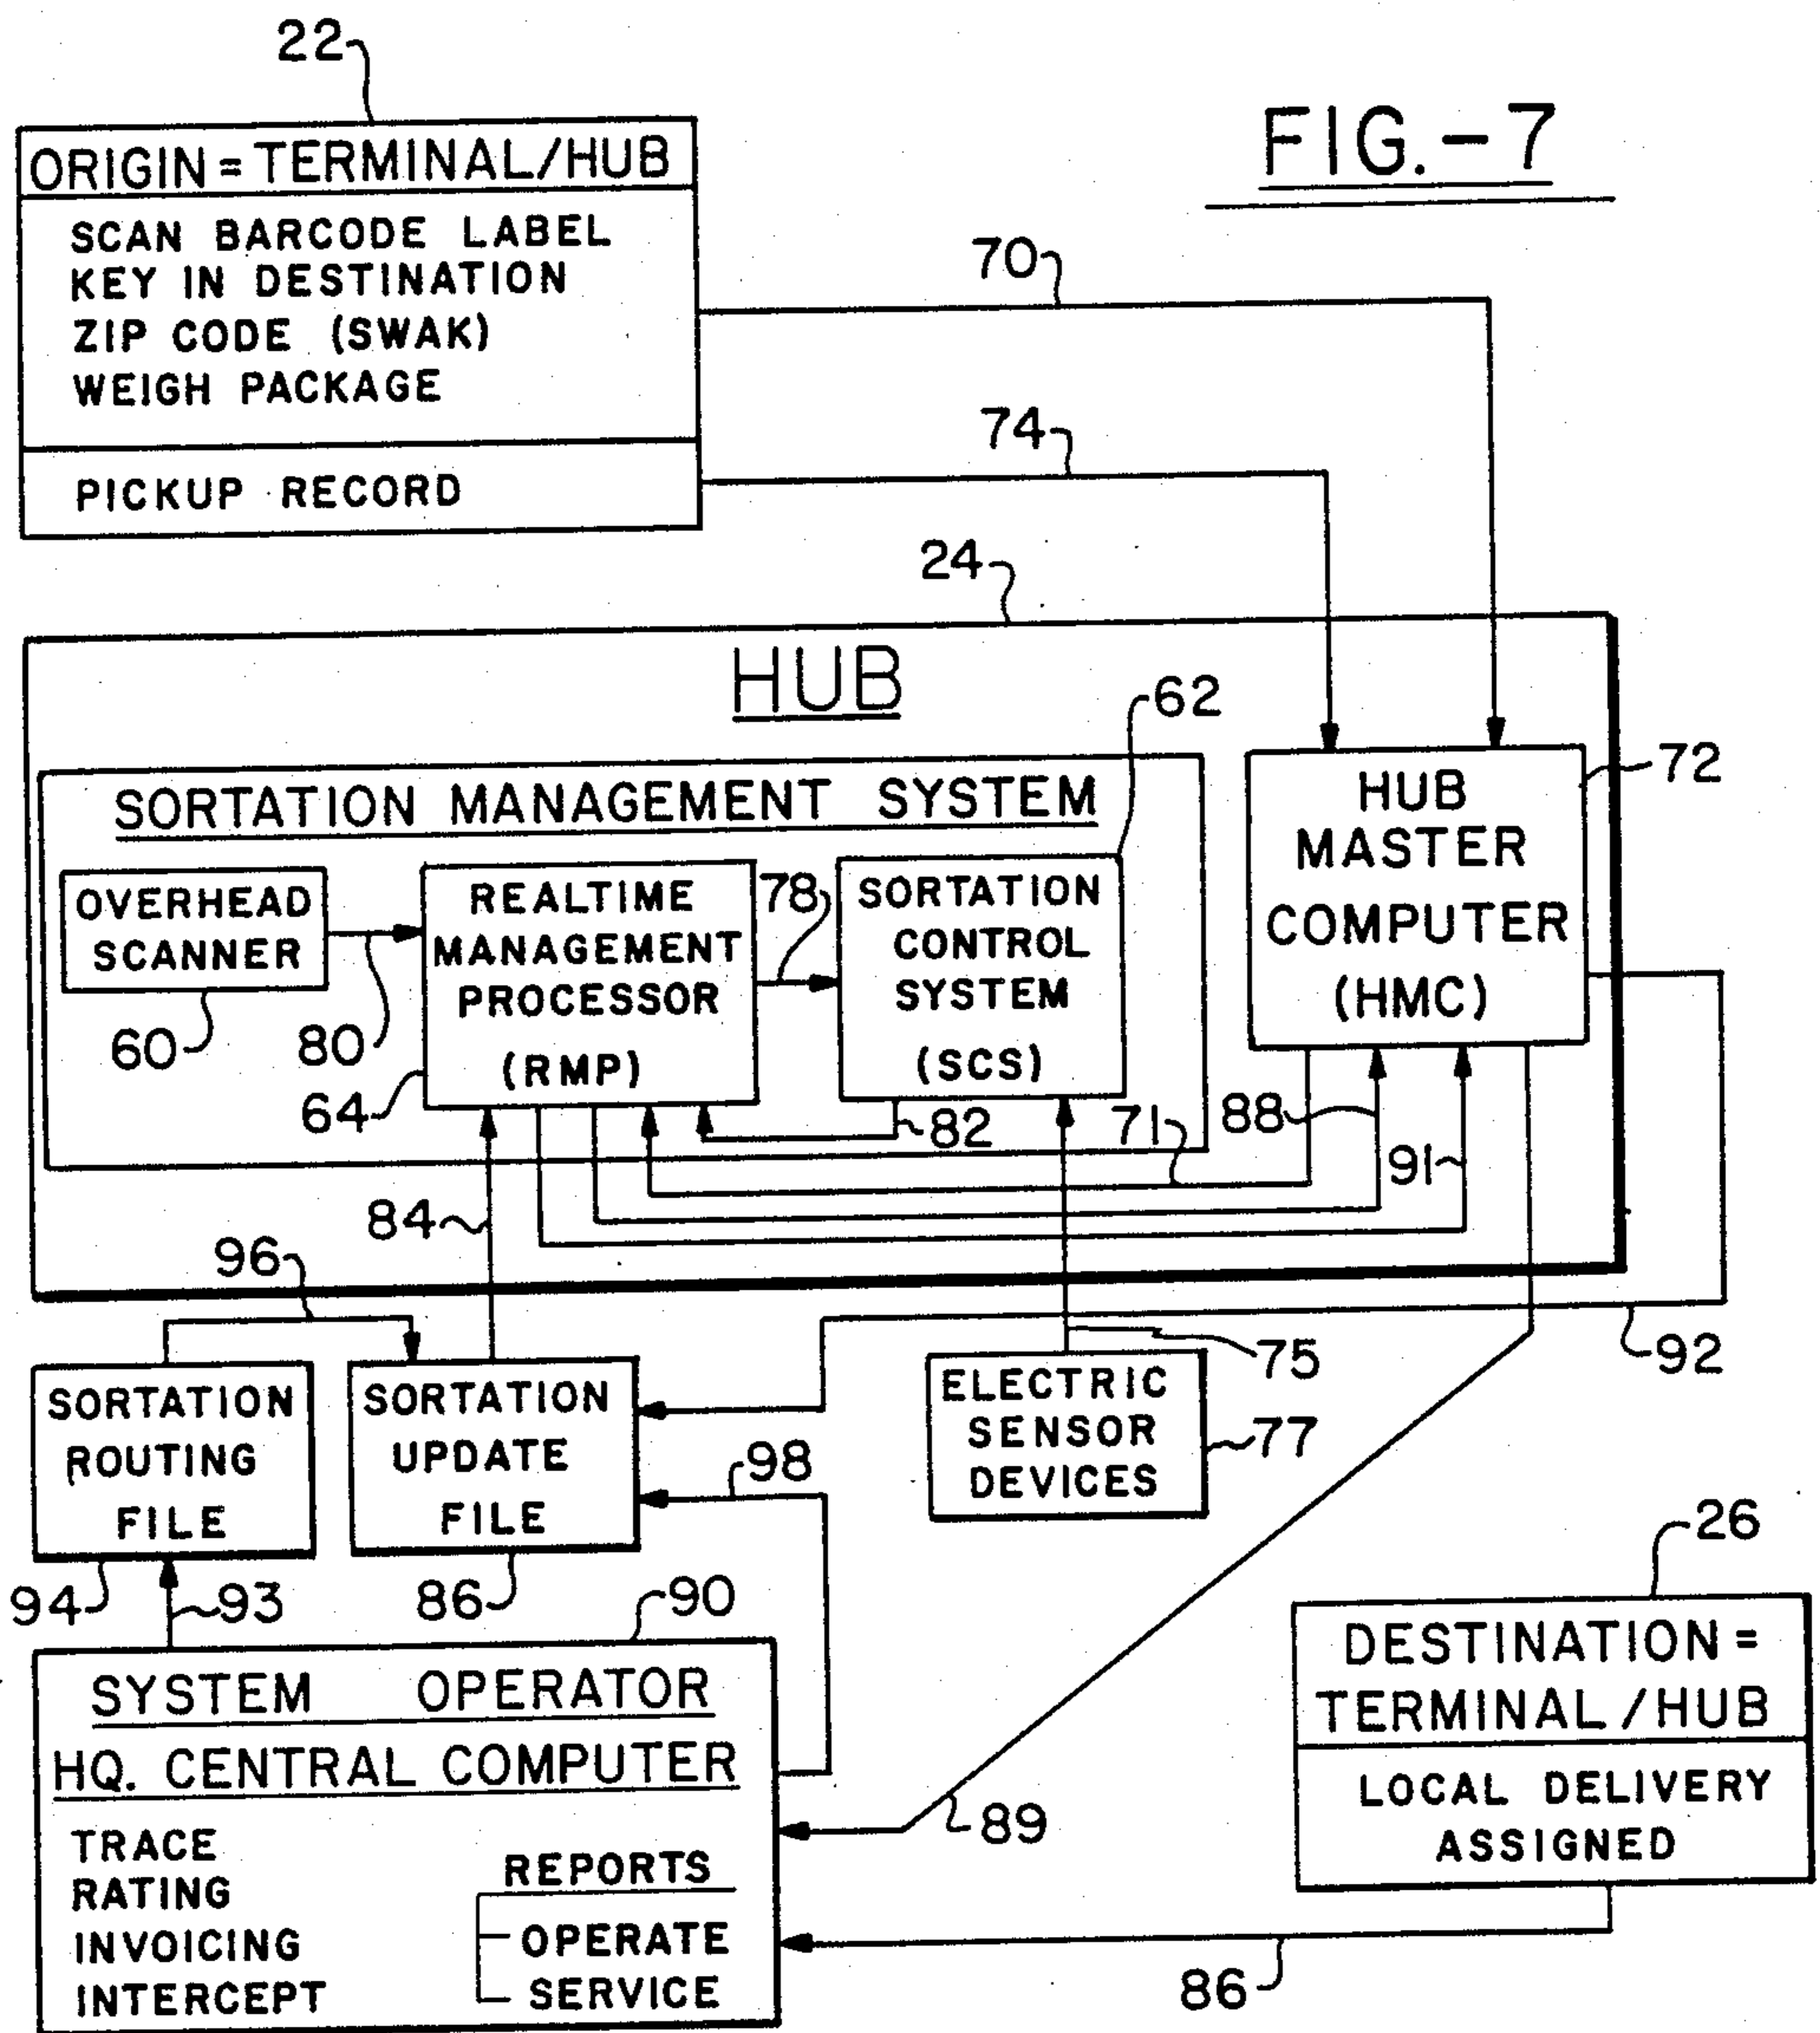 22
FIG.-7
ORIGIN = TERMINAL/HUB
SCAN BARCODE LABEL
KEY IN DESTINATION
ZIP CODE (SWAK)
WEIGH PACKAGE
70
74
PICKUP RECORD
24
HUB
62
72
SORTATION MANAGEMENT SYSTEM
HUB
MASTER
COMPUTER
(HMC)
OVERHEAD
SCANNER
REALTIME
MANAGEMENT
PROCESSOR
(RMP)
78
SORTATION
CONTROL
SYSTEM
(SCS)
60
80
64
82
71
88
91
84
96
75
92
SORTATION
ROUTING
FILE
SORTATION
UPDATE
FILE
98
ELECTRIC
SENSOR
DEVICES
77
94
93
86
90
26
SYSTEM OPERATOR
HQ. CENTRAL COMPUTER
TRACE
RATING
INVOICING
INTERCEPT
REPORTS
OPERATE
SERVICE
89
DESTINATION =
TERMINAL/HUB
LOCAL DELIVERY
ASSIGNED
86